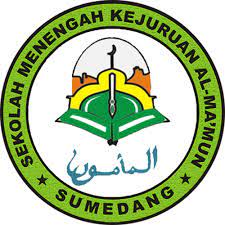 SEKOLAH MENENGAH KEJURUAN AL-MA'MUN
المأمون
SUMEDANG